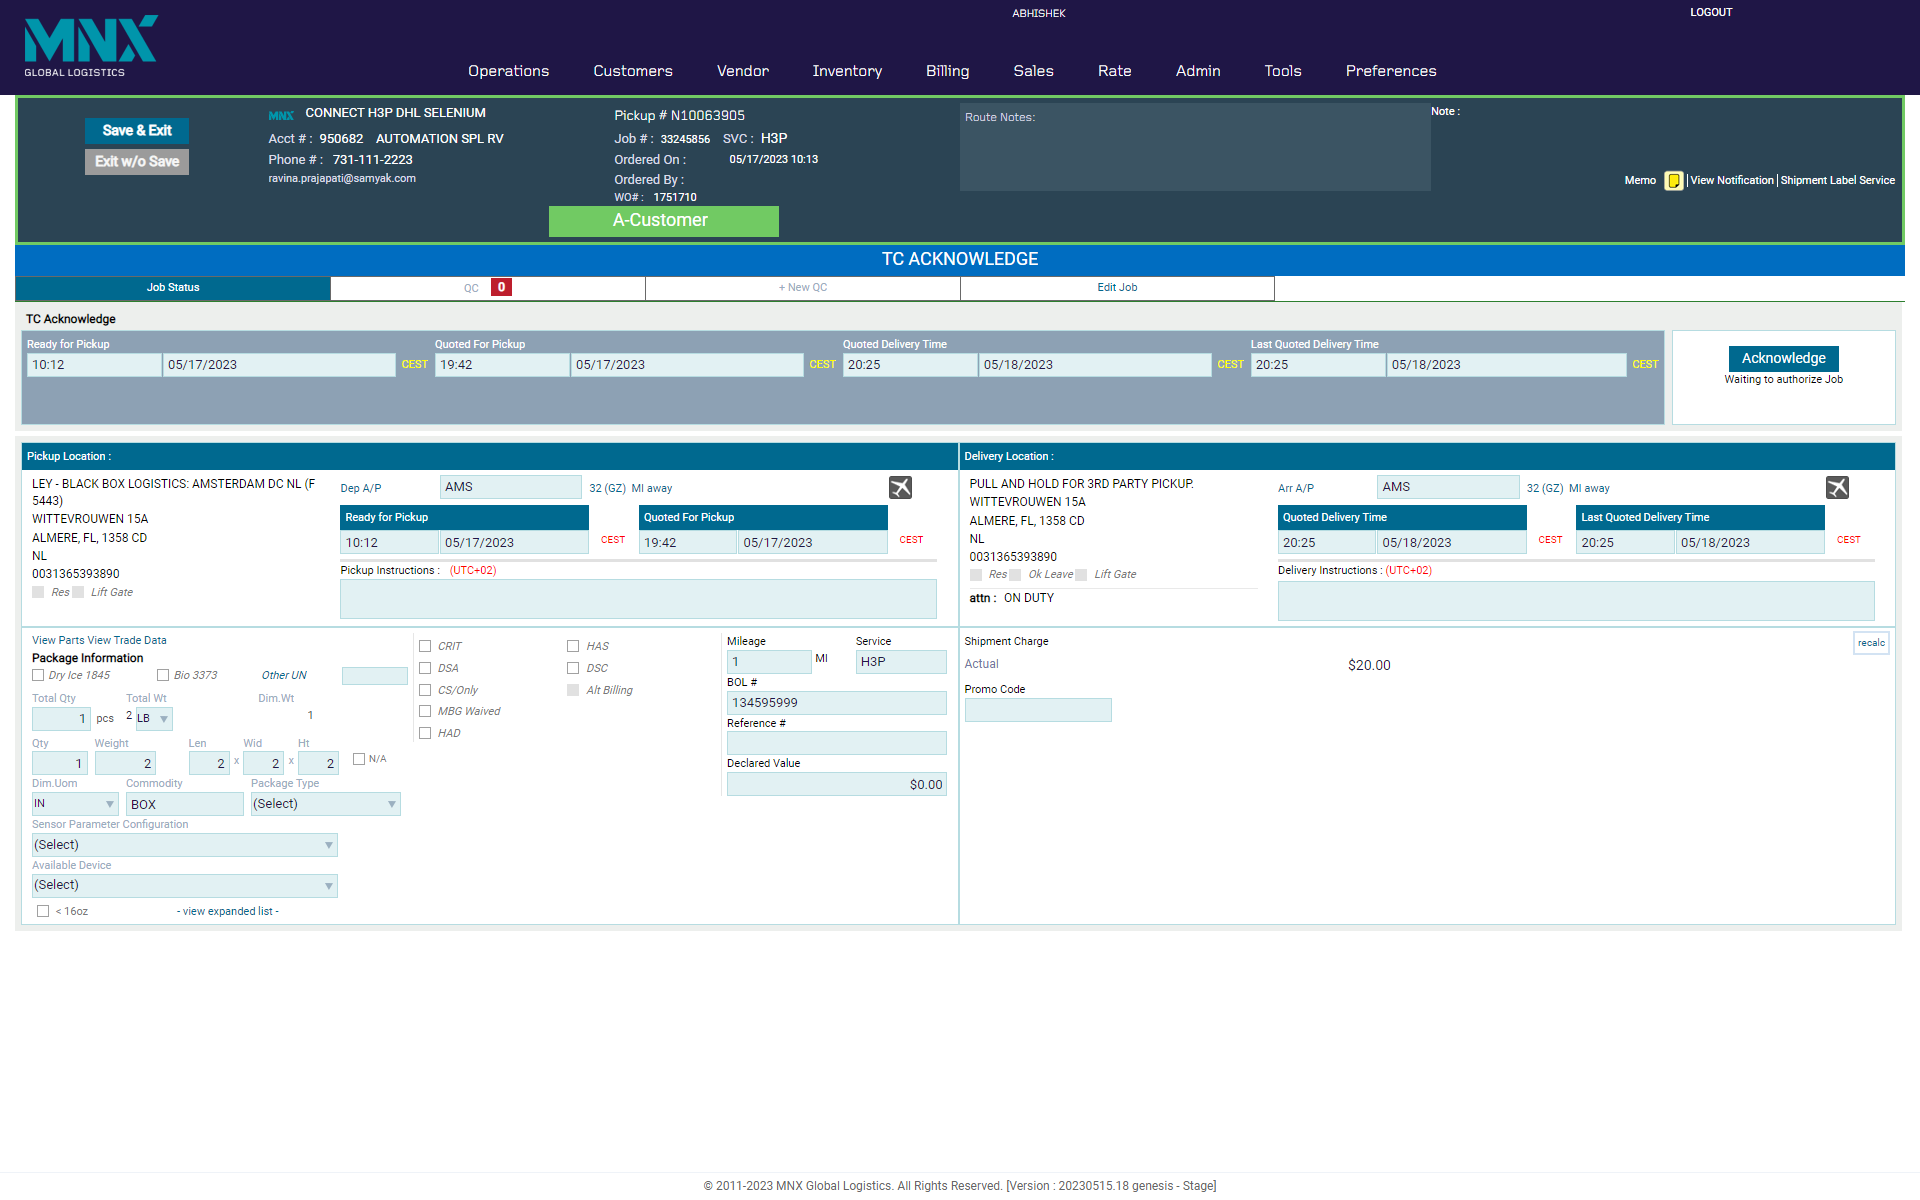 MNX
GLOBAL LOGISTICS
ABHISHEK
LOGOUT
Operations Customers Vendor Inventory Billing Sales Rate Admin Tools Preferences
Save & Exit
Exit w/o Save
MNX CONNECT H3P DHL SELENIUM
Acct # : 950682 AUTOMATION SPL RV
Phone # : 731-111-2223
ravina.prajapati@samyak.com
Pickup # N10063905
Job # : 33245856 SVC : H3P
Ordered On : 05/17/2023 10:13
Ordered By :
WO# : 1751710
A-Customer
Route Notes:
Note :
Memo | View Notification | Shipment Label Service
TC ACKNOWLEDGE
Job Status QC 0 + New QC Edit Job
TC Acknowledge
Ready for Pickup Quoted For Pickup Quoted Delivery Time Last Quoted Delivery Time
10:12 05/17/2023 CEST 19:42 05/17/2023 CEST 20:25 05/18/2023 CEST 20:25 05/18/2023 CEST
Acknowledge
Waiting to authorize Job
Pickup Location :
LEY - BLACK BOX LOGISTICS: AMSTERDAM DC NL (F
5443)
WITTEVROUWEN 15A
ALMERE, FL, 1358 CD
NL
0031365393890
Res Lift Gate
Dep A/P AMS 32 (GZ) MI away
Ready for Pickup Quoted For Pickup
10:12 05/17/2023 CEST 19:42 05/17/2023 CEST
Pickup Instructions : (UTC+02)
Delivery Location :
PULL AND HOLD FOR 3RD PARTY PICKUP.
WITTEVROUWEN 15A
ALMERE, FL, 1358 CD
NL
0031365393890
Res Ok Leave Lift Gate
attn : ON DUTY
Arr A/P AMS 32 (GZ) MI away
Quoted Delivery Time Last Quoted Delivery Time
20:25 05/18/2023 CEST 20:25 05/18/2023 CEST
Delivery Instructions : (UTC+02)
View Parts View Trade Data
Package Information
Dry Ice 1845 Bio 3373 Other UN
Total Qty Total Wt Dim.Wt
1 pcs 2 LB 1
Qty Weight Len Wid Ht
1 2 2 x 2 x 2 N/A
Dim.Uom Commodity Package Type
IN BOX (Select)
Sensor Parameter Configuration
(Select)
Available Device
(Select)
< 16oz - view expanded list -
CRIT HAS
DSA DSC
CS/Only Alt Billing
MBG Waived
HAD
Mileage Service
1 MI H3P
BOL #
134595999
Reference #
Declared Value
$0.00
Shipment Charge recalc
Actual $20.00
Promo Code
© 2011-2023 MNX Global Logistics. All Rights Reserved. [Version : 20230515.18 genesis - Stage]